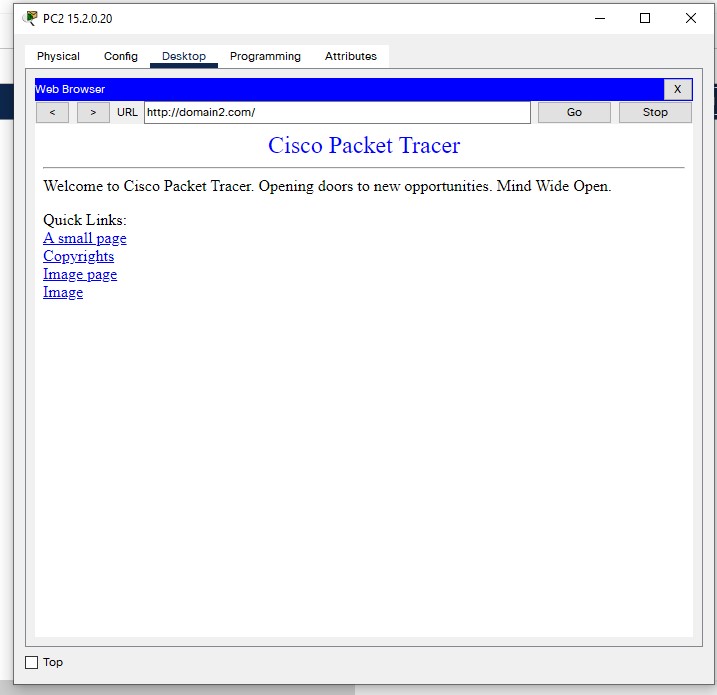 PC2 15.2.0.20
Physical Config Desktop Programming Attributes
Web Browser X
< > URL http://domain2.com/ Go Stop
Cisco Packet Tracer
Welcome to Cisco Packet Tracer. Opening doors to new opportunities. Mind Wide Open.
Quick Links:
A small page
Copyrights
Image page
Image
Top